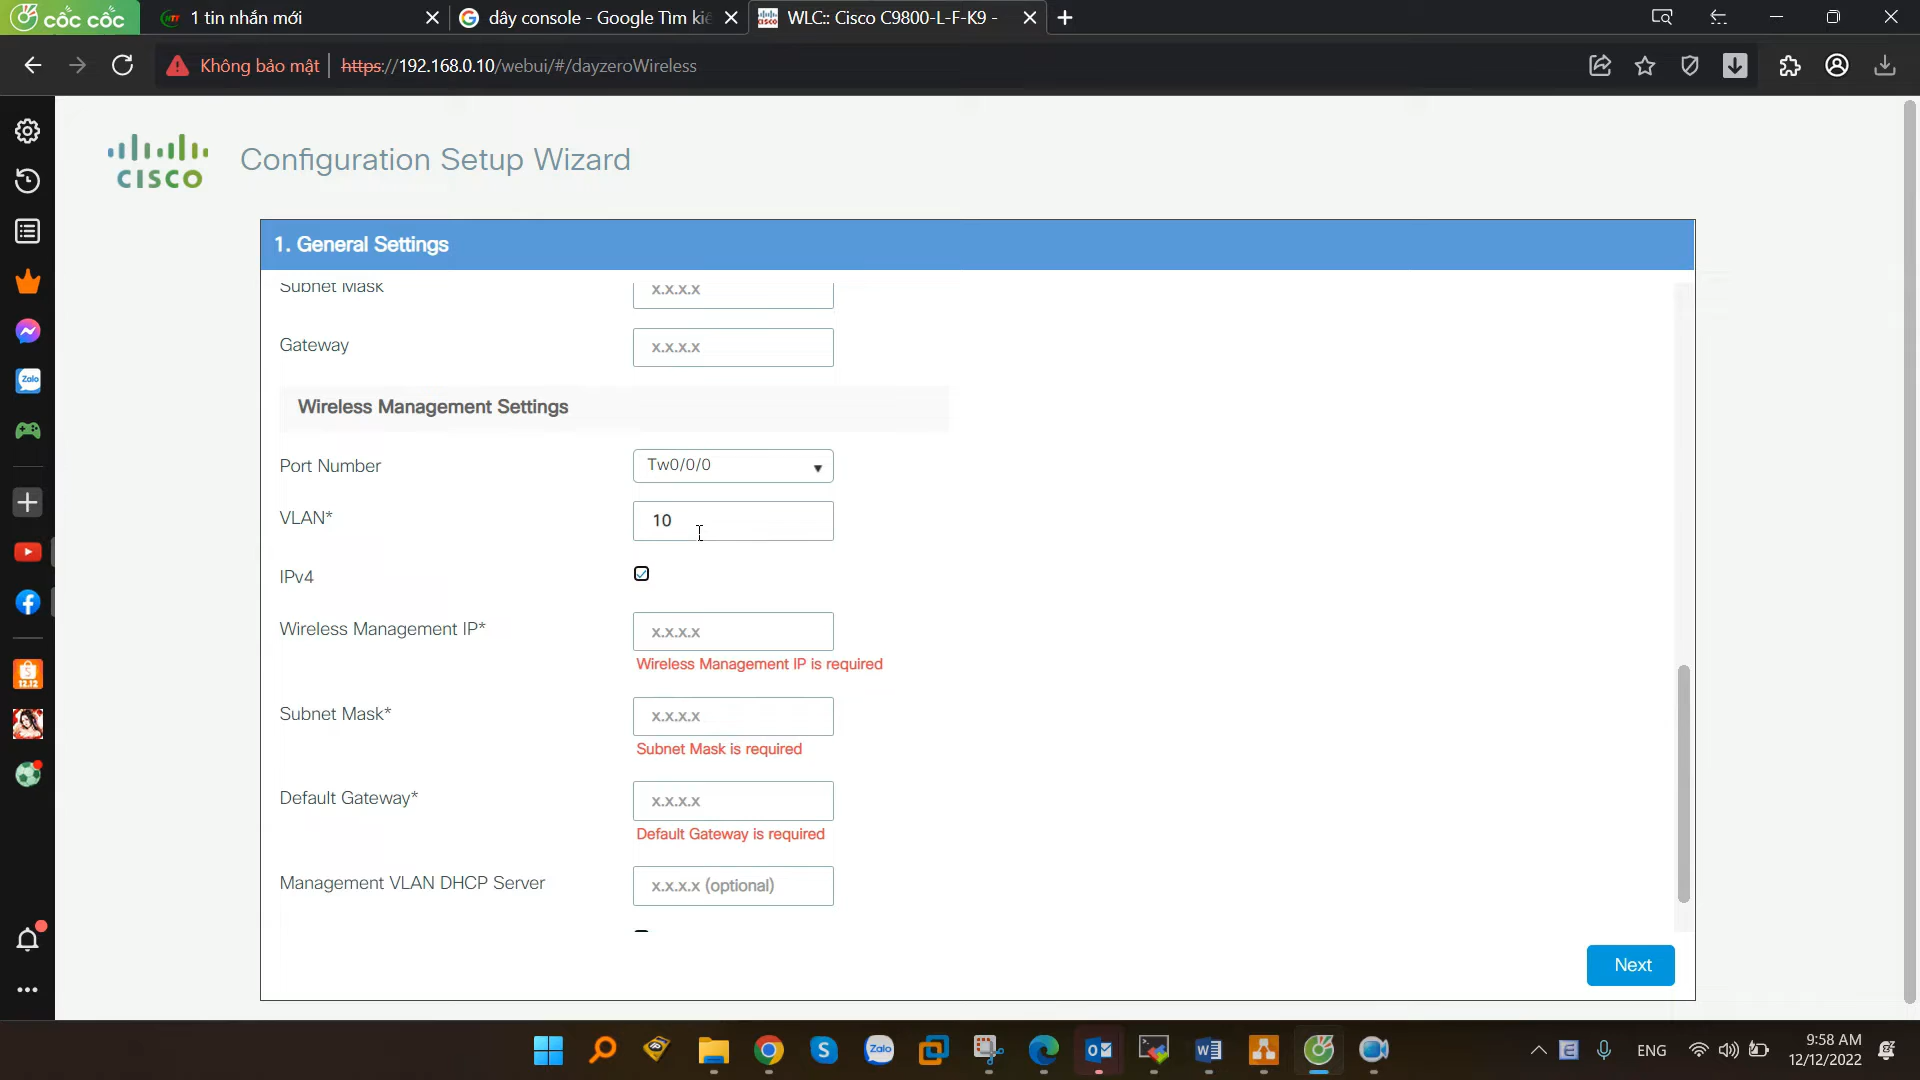 cốc cốc
1 tin nhắn mới
dây console - Google Tìm kiế
WLC:: Cisco C9800-L-F-K9 -
Không bảo mật
https://192.168.0.10/webui/#/dayzeroWireless
CISCO
Configuration Setup Wizard
1. General Settings
Subnet Mask
x.x.x.x
Gateway
x.x.x.x
Wireless Management Settings
Port Number
Tw0/0/0
VLAN*
10
IPv4
Wireless Management IP*
x.x.x.x
Wireless Management IP is required
Subnet Mask*
x.x.x.x
Subnet Mask is required
Default Gateway*
x.x.x.x
Default Gateway is required
Management VLAN DHCP Server
x.x.x.x (optional)
Next
Zalo
12.12
Zalo
ENG
9:58 AM
12/12/2022